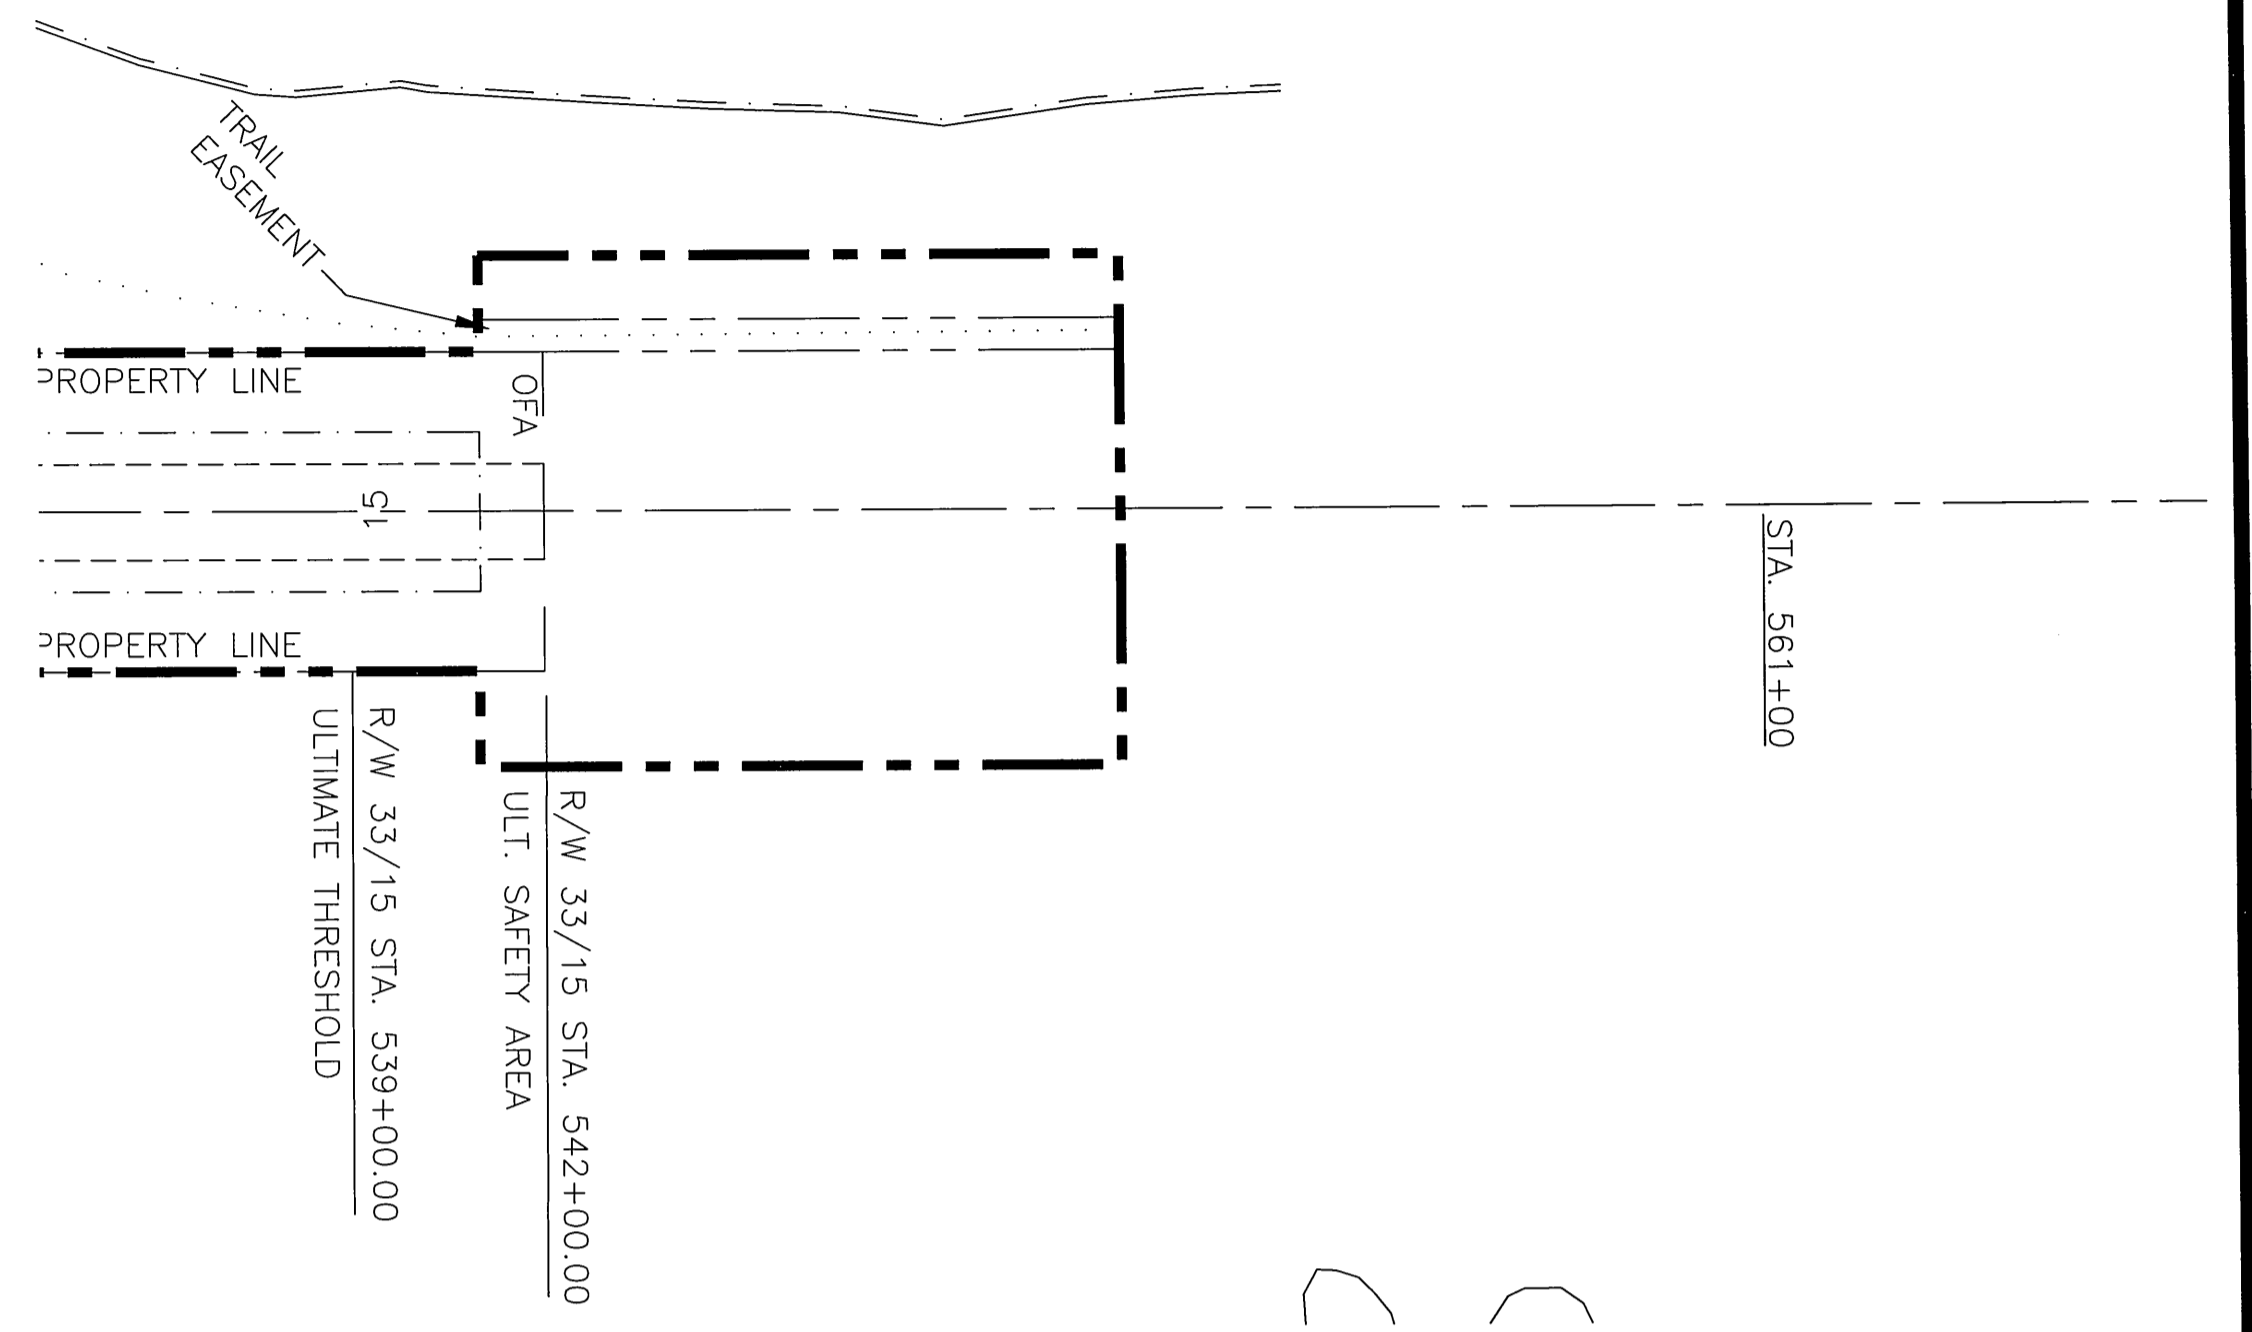 TRAIL
EASEMENT
PROPERTY LINE
OFA
15
STA. 561+00
PROPERTY LINE
R/W 33/15 STA. 539+00.00
ULTIMATE THRESHOLD
R/W 33/15 STA. 542+00.00
ULT. SAFETY AREA